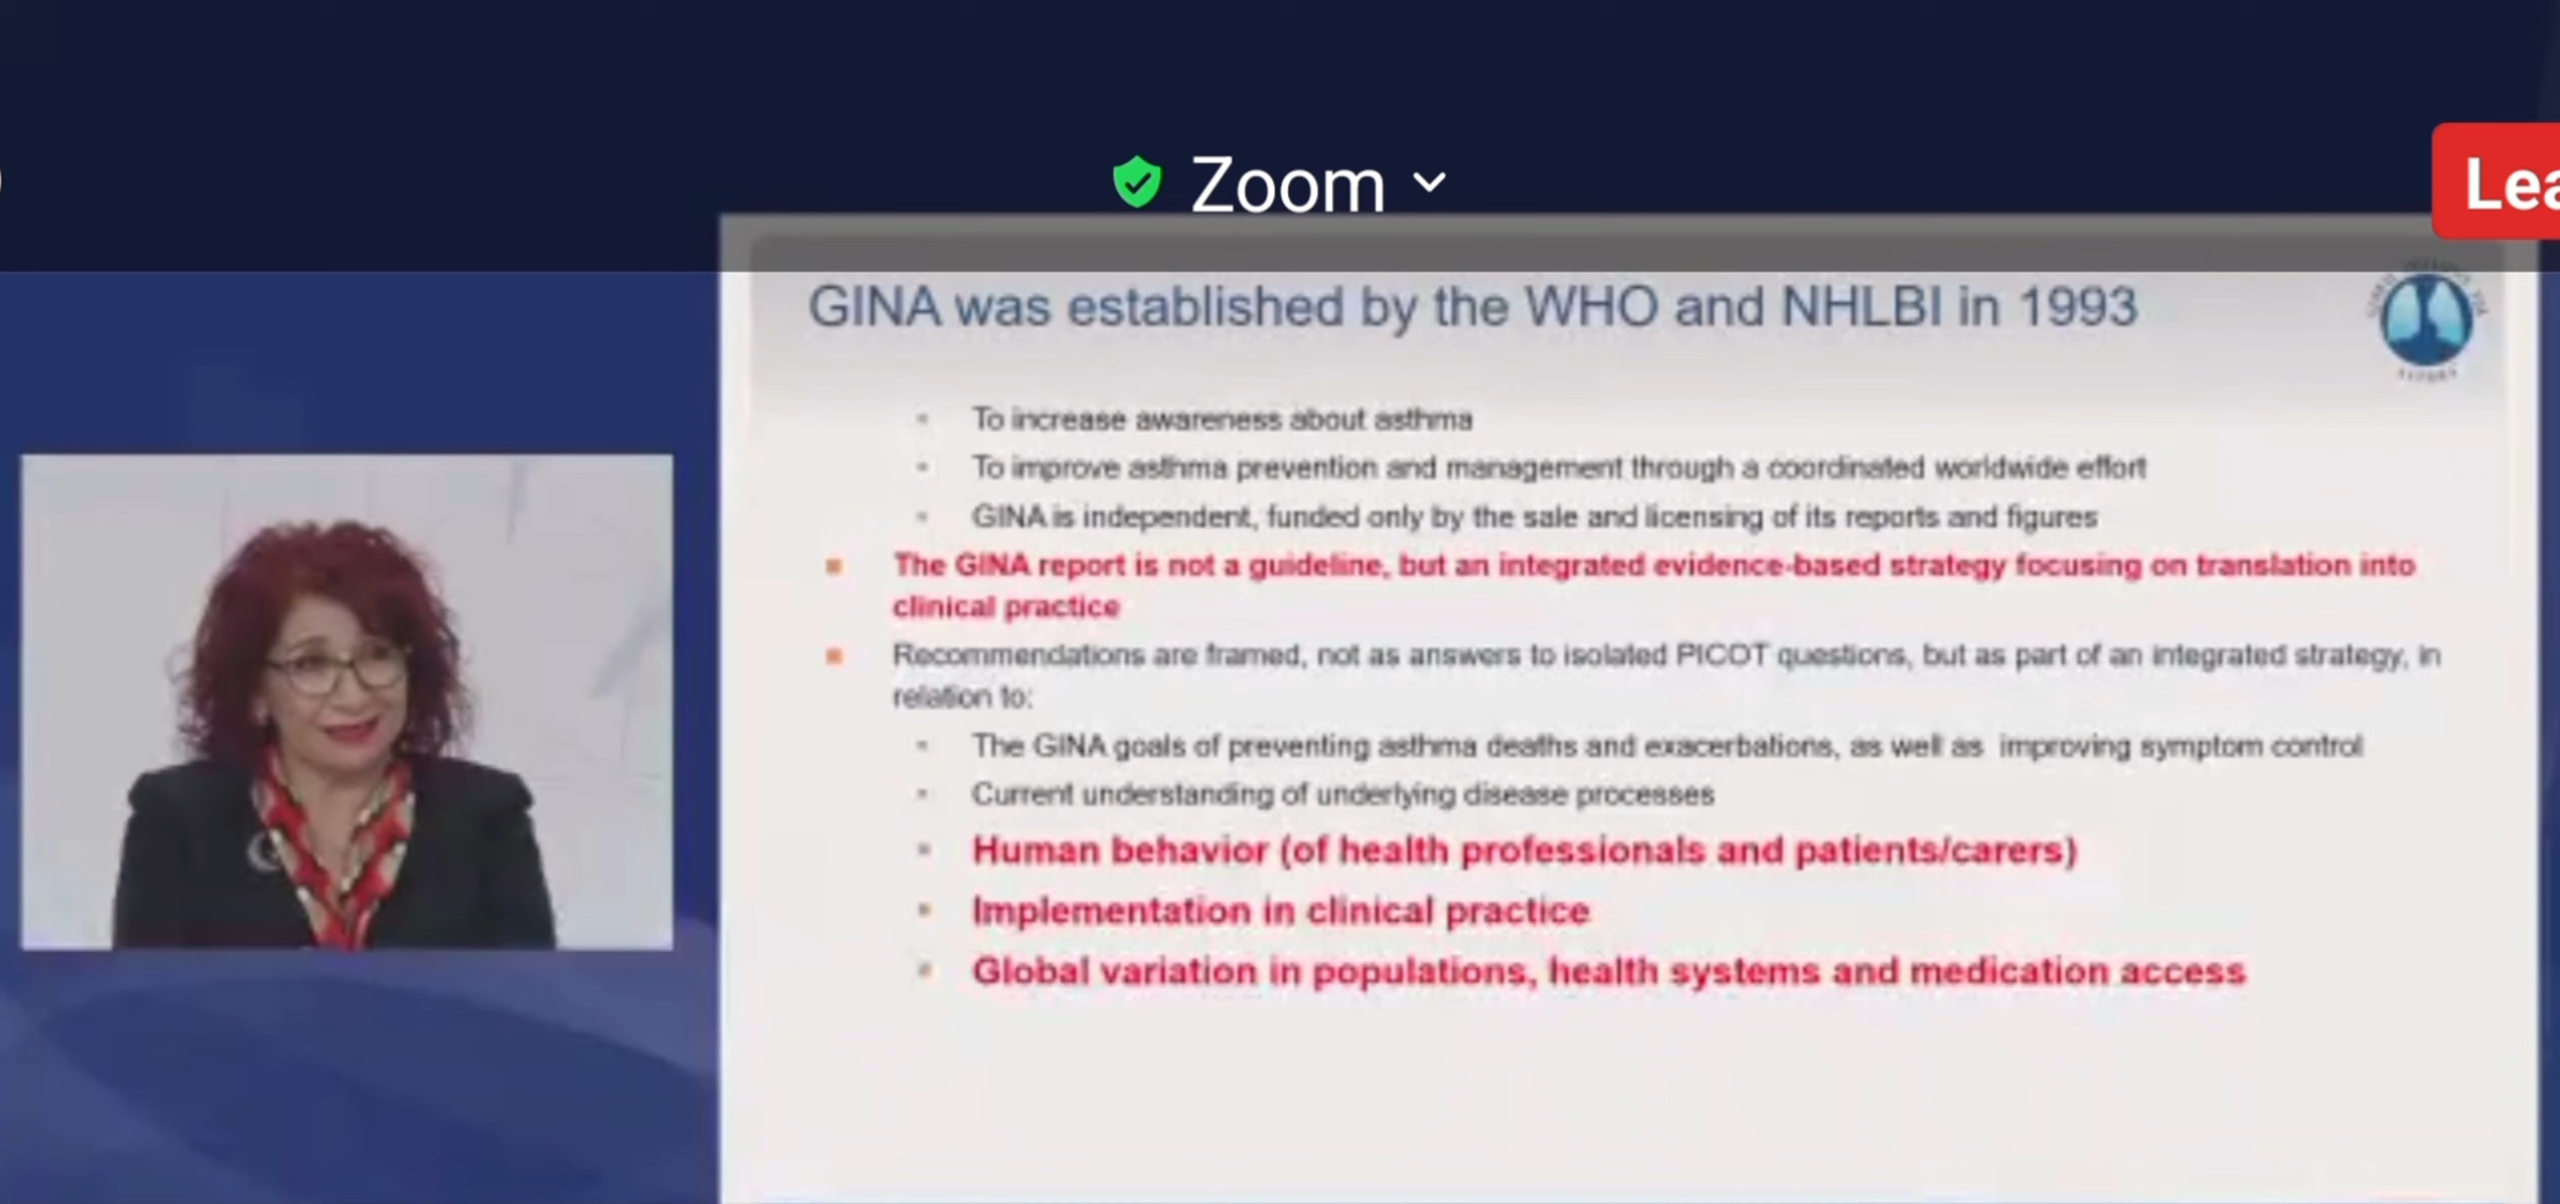 Zoom
Lea
GINA was established by the WHO and NHLBI in 1993
To increase awareness about asthma
To improve asthma prevention and management through a coordinated worldwide effort
GINA is independent, funded only by the sale and licensing of its reports and figures
The GINA report is not a guideline, but an integrated evidence-based strategy focusing on translation into
clinical practice
Recommendations are framed, not as answers to isolated PICOT questions, but as part of an integrated strategy, in
relation to:
The GINA goals of preventing asthma deaths and exacerbations, as well as improving symptom control
Current understanding of underlying disease processes
Human behavior (of health professionals and patients/carers)
Implementation in clinical practice
Global variation in populations, health systems and medication access